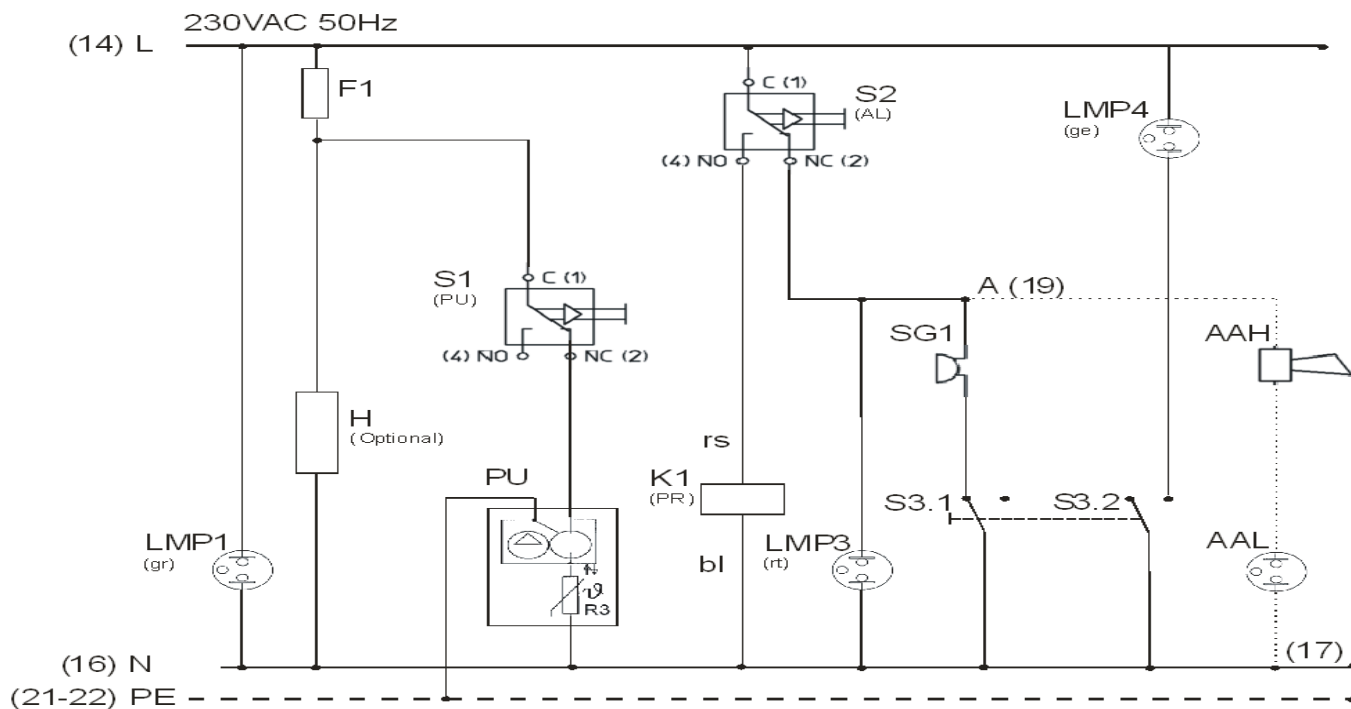 230VAC 50Hz
(14) L
F1
C (1)
S2
(AL)
LMP4
(ge)
(4) NO
NC (2)
S1
(PU)
C (1)
A (19)
(4) NO
NC (2)
SG1
AAH
H
(Optional)
rs
PU
K1
(PR)
S3.1
S3.2
LMP1
(gr)
LMP3
(rt)
AAL
bl
ϑ
R3
(16) N
(17)
(21-22) PE